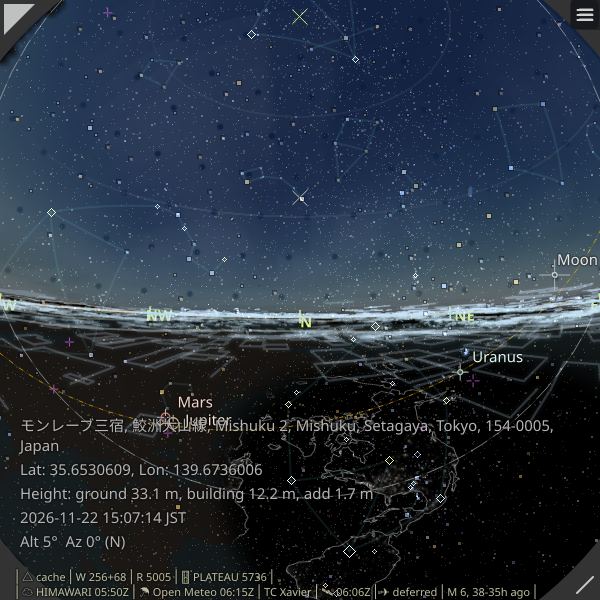 Moon
W
NW
N
NE
E
Uranus
Mars
Jupiter
モンレーブ三宿, 鮫洲大山線, Mishuku 2, Mishuku, Setagaya, Tokyo, 154-0005,
Japan
Lat: 35.6530609, Lon: 139.6736006
Height: ground 33.1 m, building 12.2 m, add 1.7 m
2026-11-22 15:07:14 JST
Alt 5° Az 0° (N)
cache | W 256+68 | R 5005 | PLATEAU 5736 |
HIMAWARI 05:50Z | Open Meteo 06:15Z | TC Xavier | 06:06Z | deferred | M 6, 38-35h ago |